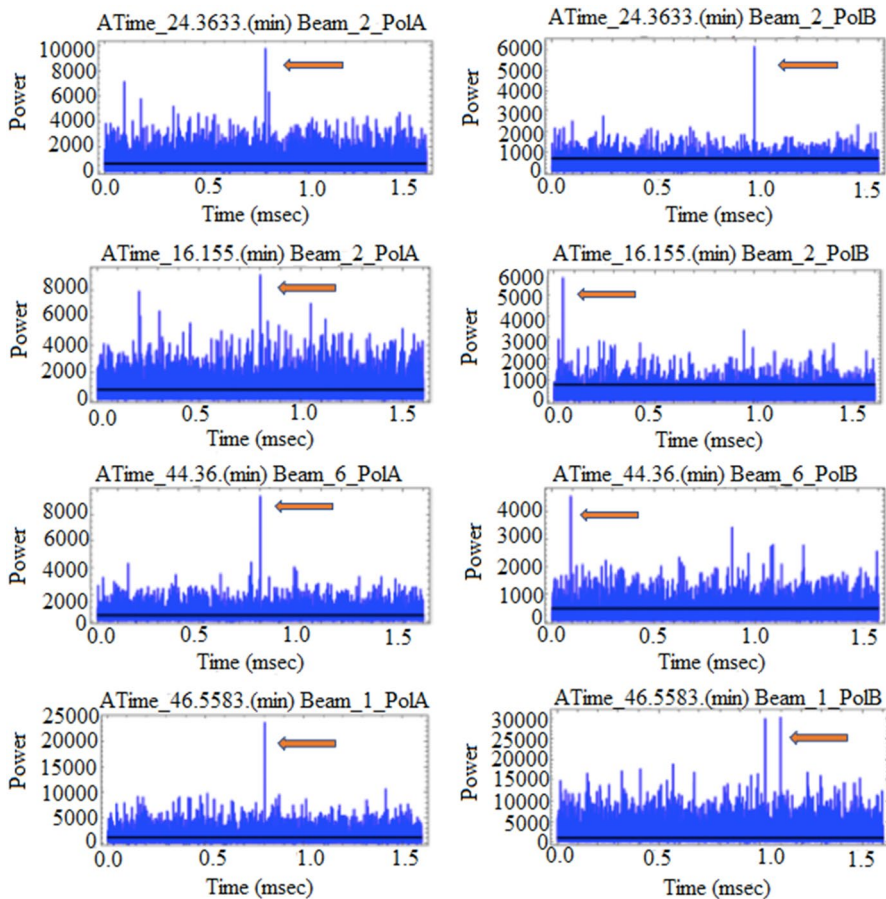 ATime_24.3633.(min) Beam_2_PolA
10000
8000
6000
4000
2000
0
Power
0.0 0.5 1.0 1.5
Time (msec)
ATime_24.3633.(min) Beam_2_PolB
6000
5000
4000
3000
2000
1000
0
Power
0.0 0.5 1.0 1.5
Time (msec)
ATime_16.155.(min) Beam_2_PolA
8000
6000
4000
2000
0
Power
0.0 0.5 1.0 1.5
Time (msec)
ATime_16.155.(min) Beam_2_PolB
6000
5000
4000
3000
2000
1000
0
Power
0.0 0.5 1.0 1.5
Time (msec)
ATime_44.36.(min) Beam_6_PolA
8000
6000
4000
2000
0
Power
0.0 0.5 1.0 1.5
Time (msec)
ATime_44.36.(min) Beam_6_PolB
4000
3000
2000
1000
0
Power
0.0 0.5 1.0 1.5
Time (msec)
ATime_46.5583.(min) Beam_1_PolA
25000
20000
15000
10000
5000
0
Power
0.0 0.5 1.0 1.5
Time (msec)
ATime_46.5583.(min) Beam_1_PolB
30000
25000
20000
15000
10000
5000
0
Power
0.0 0.5 1.0 1.5
Time (msec)